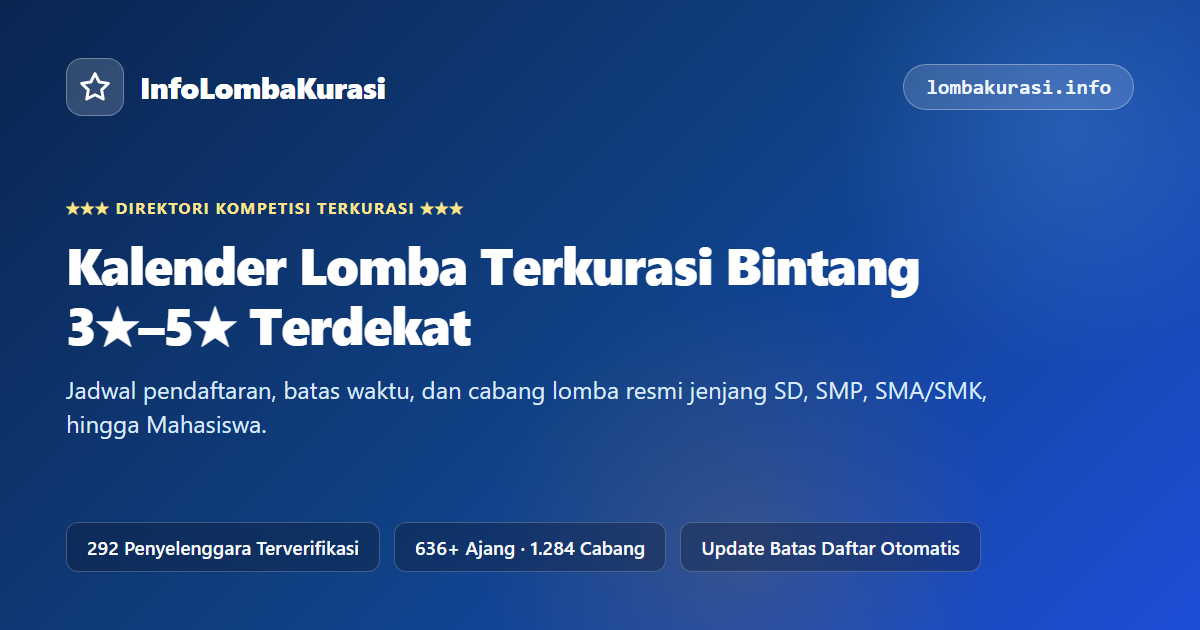 InfoLombaKurasi
lombakurasi.info
★★★ DIREKTORI KOMPETISI TERKURASI ★★★
Kalender Lomba Terkurasi Bintang
3★–5★ Terdekat
Jadwal pendaftaran, batas waktu, dan cabang lomba resmi jenjang SD, SMP, SMA/SMK,
hingga Mahasiswa.
292 Penyelenggara Terverifikasi
636+ Ajang · 1.284 Cabang
Update Batas Daftar Otomatis